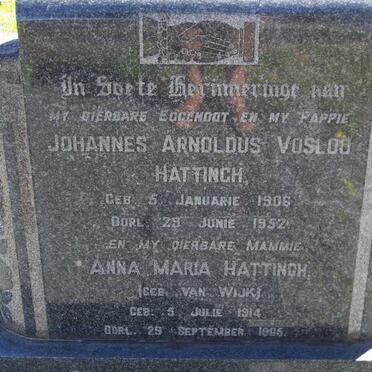 In Soete Herinneringe aan
MY DIERBARE EGGENOOT EN MY PAPPIE
JOHANNES ARNOLDUS VOSLOO
HATTINGH,
GEB. 5 JANUARIE 1906
OORL. 29 JUNIE 1952
EN MY DIERBARE MAMMIE
ANNA MARIA HATTINGH,
(GEB. VAN WIJK)
GEB. 5 JULIE 1914
OORL. 29 SEPTEMBER 1985.